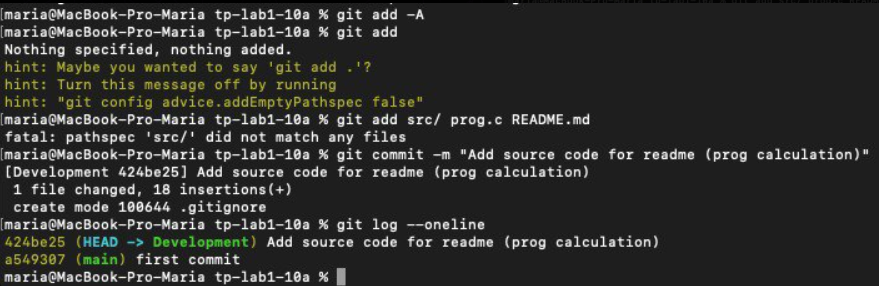 [maria@MacBook-Pro-Maria tp-lab1-10a % git add -A
[maria@MacBook-Pro-Maria tp-lab1-10a % git add
Nothing specified, nothing added.
hint: Maybe you wanted to say 'git add .'?
hint: Turn this message off by running
hint: "git config advice.addEmptyPathspec false"
[maria@MacBook-Pro-Maria tp-lab1-10a % git add src/ prog.c README.md
fatal: pathspec 'src/' did not match any files
[maria@MacBook-Pro-Maria tp-lab1-10a % git commit -m "Add source code for readme (prog calculation)"
[Development 424be25] Add source code for readme (prog calculation)
 1 file changed, 18 insertions(+)
 create mode 100644 .gitignore
[maria@MacBook-Pro-Maria tp-lab1-10a % git log --oneline
424be25 (HEAD -> Development) Add source code for readme (prog calculation)
a549307 (main) first commit
maria@MacBook-Pro-Maria tp-lab1-10a %